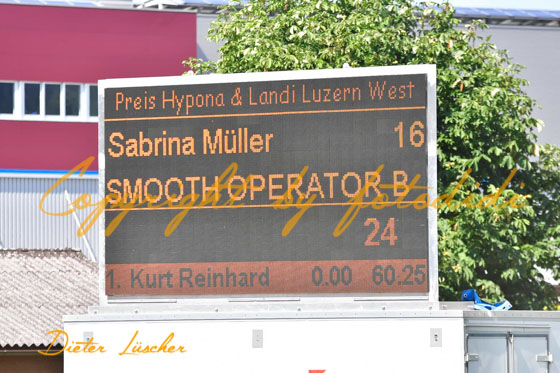 Preis Hypona & Landi Luzern West
Sabrina Müller 16
SMOOTH OPERATOR B
Copyright by fotodidi
24
1. Kurt Reinhard 0.00 60.25
Dieter Lüscher